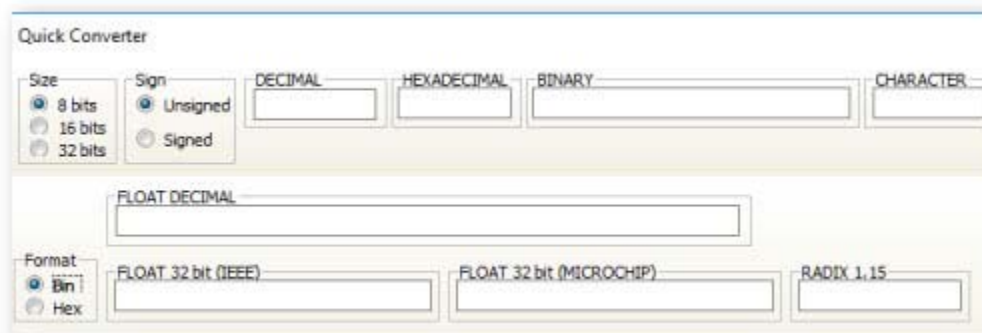 Quick Converter
Size
8 bits
16 bits
32 bits
Sign
Unsigned
Signed
DECIMAL
HEXADECIMAL
BINARY
CHARACTER
FLOAT DECIMAL
Format
Bin
Hex
FLOAT 32 bit (IEEE)
FLOAT 32 bit (MICROCHIP)
RADIX 1.15